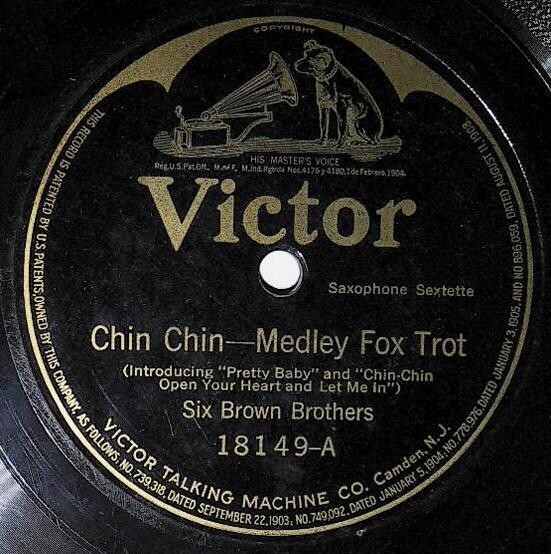 COPYRIGHT
HIS MASTER'S VOICE
Reg.U.S.Pat.Off., M.de F. M.Ind.Rgtrda Nos.4176 y 4180,1 de Febrero,1904.
Victor
Saxophone Sextette
Chin Chin—Medley Fox Trot
(Introducing "Pretty Baby" and "Chin-Chin
Open Your Heart and Let Me in")
Six Brown Brothers
18149-A
VICTOR TALKING MACHINE CO. Camden, N.J.
THIS RECORD IS PATENTED BY U.S. PATENTS, OWNED BY THIS COMPANY, AS FOLLOWS, NO. 739,318, DATED SEPTEMBER 22, 1903; NO. 749,092, DATED JANUARY 5, 1904; NO. 778,976, DATED JANUARY 3, 1905, AND NO 896,059, DATED AUGUST 11, 1908